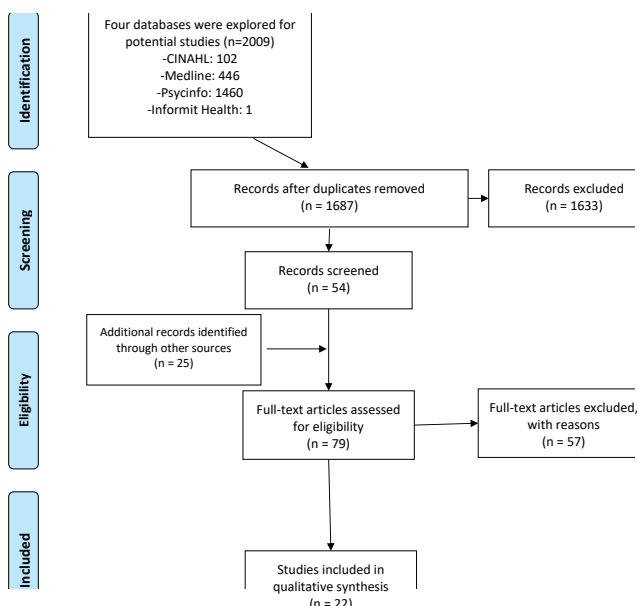 Four databases were explored for
potential studies (n=2009)
-CINAHL: 102
-Medline: 446
-Psycinfo: 1460
-Informit Health: 1
Identification
Records after duplicates removed
(n = 1687)
Records excluded
(n = 1633)
Screening
Records screened
(n = 54)
Additional records identified
through other sources
(n = 25)
Eligibility
Full-text articles assessed
for eligibility
(n = 79)
Full-text articles excluded,
with reasons
(n = 57)
Included
Studies included in
qualitative synthesis
(n = 22)